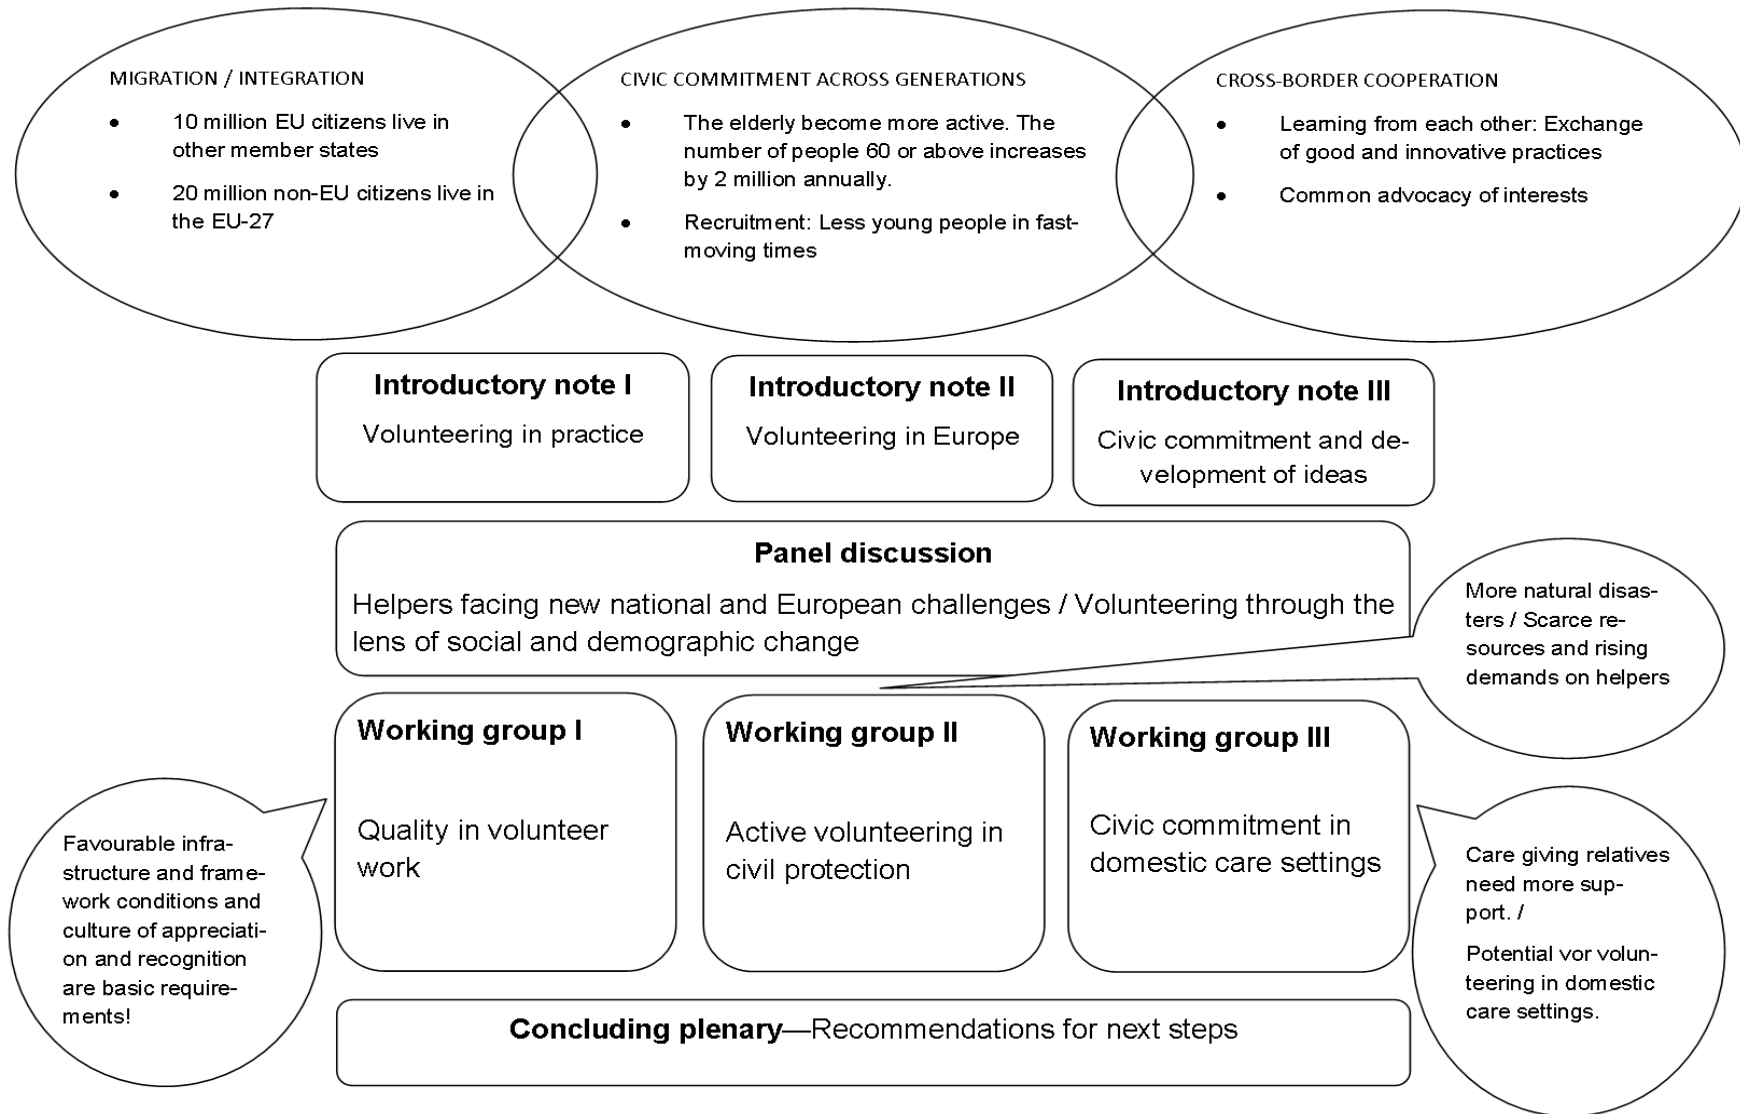 MIGRATION / INTEGRATION
• 10 million EU citizens live in
other member states
• 20 million non-EU citizens live in
the EU-27
CIVIC COMMITMENT ACROSS GENERATIONS
• The elderly become more active. The
number of people 60 or above increases
by 2 million annually.
• Recruitment: Less young people in fast-
moving times
CROSS-BORDER COOPERATION
• Learning from each other: Exchange
of good and innovative practices
• Common advocacy of interests
Introductory note I
Volunteering in practice
Introductory note II
Volunteering in Europe
Introductory note III
Civic commitment and de-
velopment of ideas
Panel discussion
Helpers facing new national and European challenges / Volunteering through the
lens of social and demographic change
More natural disas-
ters / Scarce re-
sources and rising
demands on helpers
Working group I
Quality in volunteer
work
Working group II
Active volunteering in
civil protection
Working group III
Civic commitment in
domestic care settings
Favourable infra-
structure and frame-
work conditions and
culture of appreciati-
on and recognition
are basic require-
ments!
Care giving relatives
need more sup-
port. /
Potential vor volun-
teering in domestic
care settings.
Concluding plenary—Recommendations for next steps